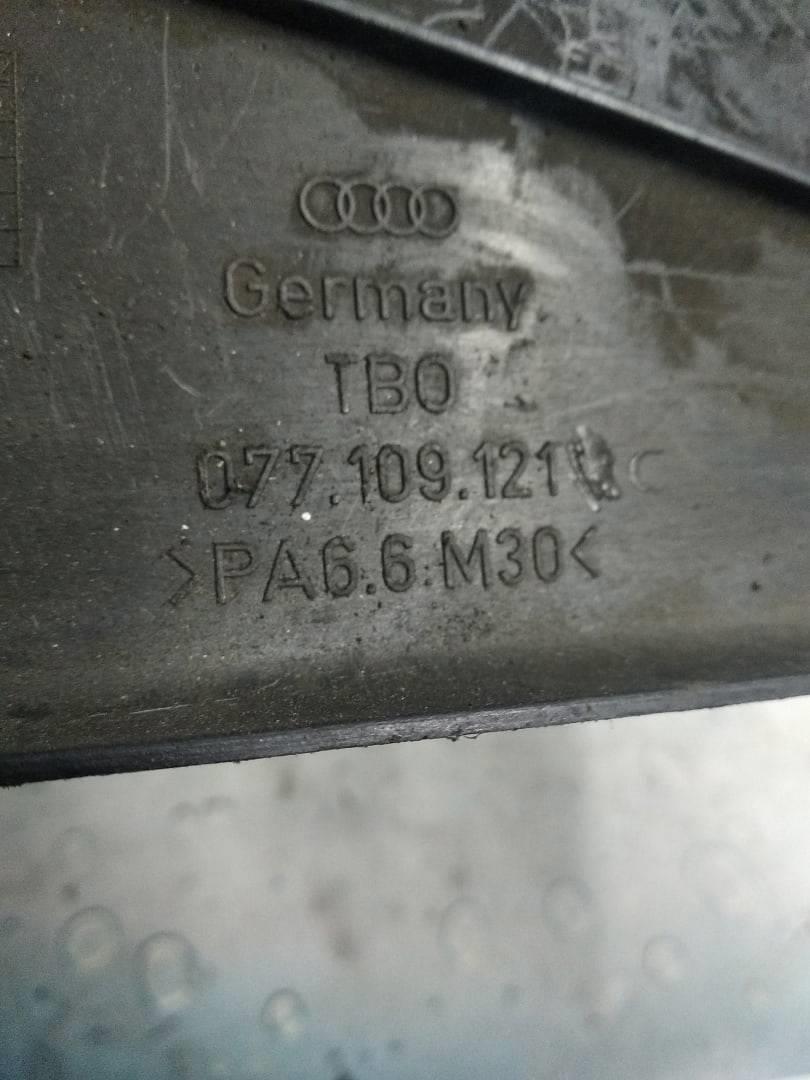 Germany
TBO
077.109.121 C
>PA6.6.M30<